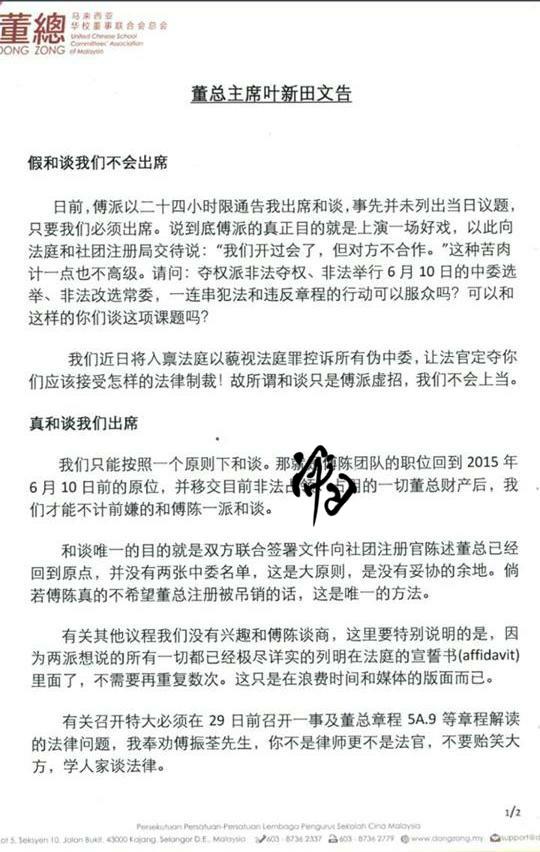 董總
DONG ZONG
马来西亚
华校董事联合会总会
United Chinese School
Committees' Association
of Malaysia
董总主席叶新田文告
假和谈我们不会出席
日前,傅派以二十四小时限通告我出席和谈,事先并未列出当日议题,
只要我们必须出席。说到底傅派的真正目的就是上演一场好戏,以此向
法庭和社团注册局交待说:“我们开过会了,但对方不合作。”这种苦肉
计一点也不高级。请问:夺权派非法夺权、非法举行 6 月 10 日的中委选
举、非法改选常委,一连串犯法和违反章程的行动可以服众吗?可以和
这样的你们谈这项课题吗?
我们近日将入禀法庭以藐视法庭罪控诉所有伪中委,让法官定夺你
们应该接受怎样的法律制裁!故所谓和谈只是傅派虚招,我们不会上当。
真和谈我们出席
我们只能按照一个原则下和谈。那就 傅陈团队的职位回到 2015 年
6 月 10 日前的原位,并移交目前非法占 的一切董总财产后,我
们才能不计前嫌的和傅陈一派和谈。
和谈唯一的目的就是双方联合签署文件向社团注册官陈述董总已经
回到原点,并没有两张中委名单,这是大原则,是没有妥协的余地。倘
若傅陈真的不希望董总注册被吊销的话,这是唯一的方法。
有关其他议程我们没有兴趣和傅陈谈商,这里要特别说明的是,因
为两派想说的所有一切都已经极尽详实的列明在法庭的宣誓书(affidavit)
里面了,不需要再重复数次。这只是在浪费时间和媒体的版面而已。
有关召开特大必须在 29 日前召开一事及董总章程 5A.9 等章程解读
的法律问题,我奉劝傅振荃先生,你不是律师更不是法官,不要贻笑大
方,学人家谈法律。
1/2
Persekutuan Persatuan-Persatuan Lembaga Pengurus Sekolah Cina Malaysia
ot 5, Seksyen 10, Jalan Bukit, 43000 Kajang, Selangor D.E., Malaysia 603 - 8736 2337 603 - 8736 2779 www.dongzong.my support@d